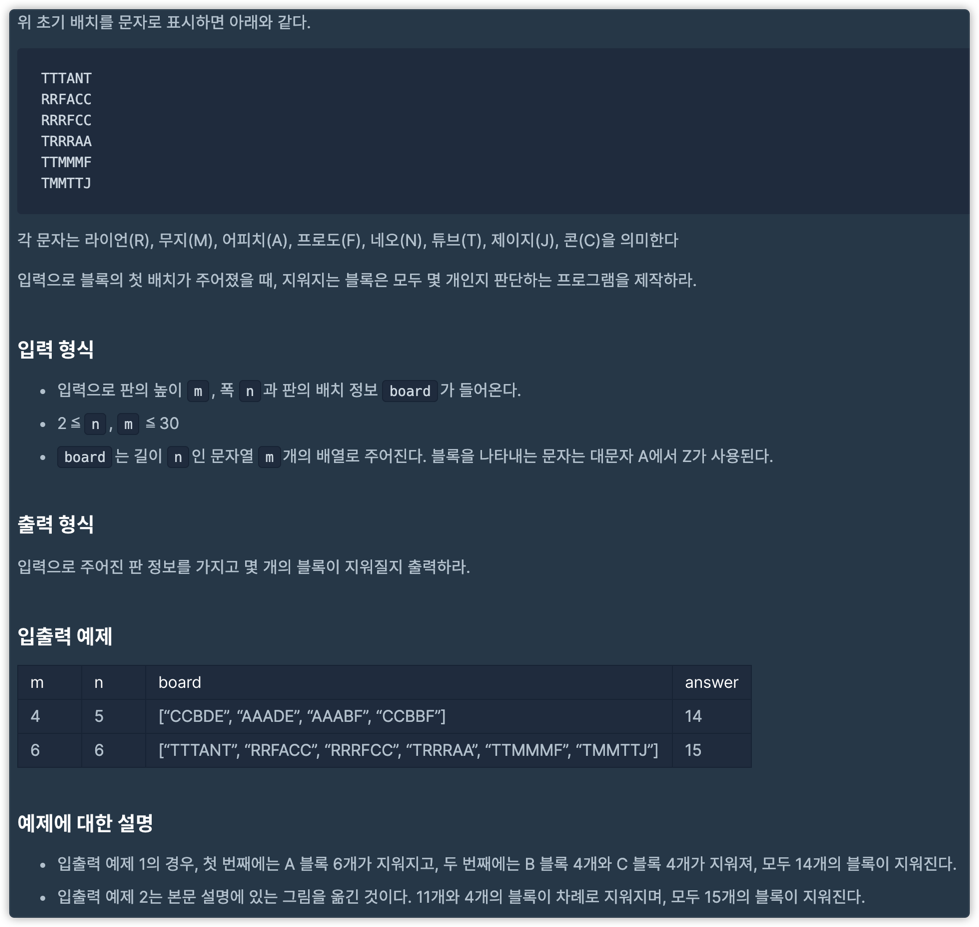 위 초기 배치를 문자로 표시하면 아래와 같다.
TTTANT
RRFACC
RRRFCC
TRRRAA
TTMMMF
TMMTTJ
각 문자는 라이언(R), 무지(M), 어피치(A), 프로도(F), 네오(N), 튜브(T), 제이지(J), 콘(C)을 의미한다
입력으로 블록의 첫 배치가 주어졌을 때, 지워지는 블록은 모두 몇 개인지 판단하는 프로그램을 제작하라.
입력 형식
• 입력으로 판의 높이 m, 폭 n과 판의 배치 정보 board가 들어온다.
• 2 ≦ n, m ≦ 30
• board는 길이 n인 문자열 m개의 배열로 주어진다. 블록을 나타내는 문자는 대문자 A에서 Z가 사용된다.
출력 형식
입력으로 주어진 판 정보를 가지고 몇 개의 블록이 지워질지 출력하라.
입출력 예제
m n board answer
4 5 [“CCBDE”, “AAADE”, “AAABF”, “CCBBF”] 14
6 6 [“TTTANT”, “RRFACC”, “RRRFCC”, “TRRRAA”, “TTMMMF”, “TMMTTJ”] 15
예제에 대한 설명
• 입출력 예제 1의 경우, 첫 번째에는 A 블록 6개가 지워지고, 두 번째에는 B 블록 4개와 C 블록 4개가 지워져, 모두 14개의 블록이 지워진다.
• 입출력 예제 2는 본문 설명에 있는 그림을 옮긴 것이다. 11개와 4개의 블록이 차례로 지워지며, 모두 15개의 블록이 지워진다.